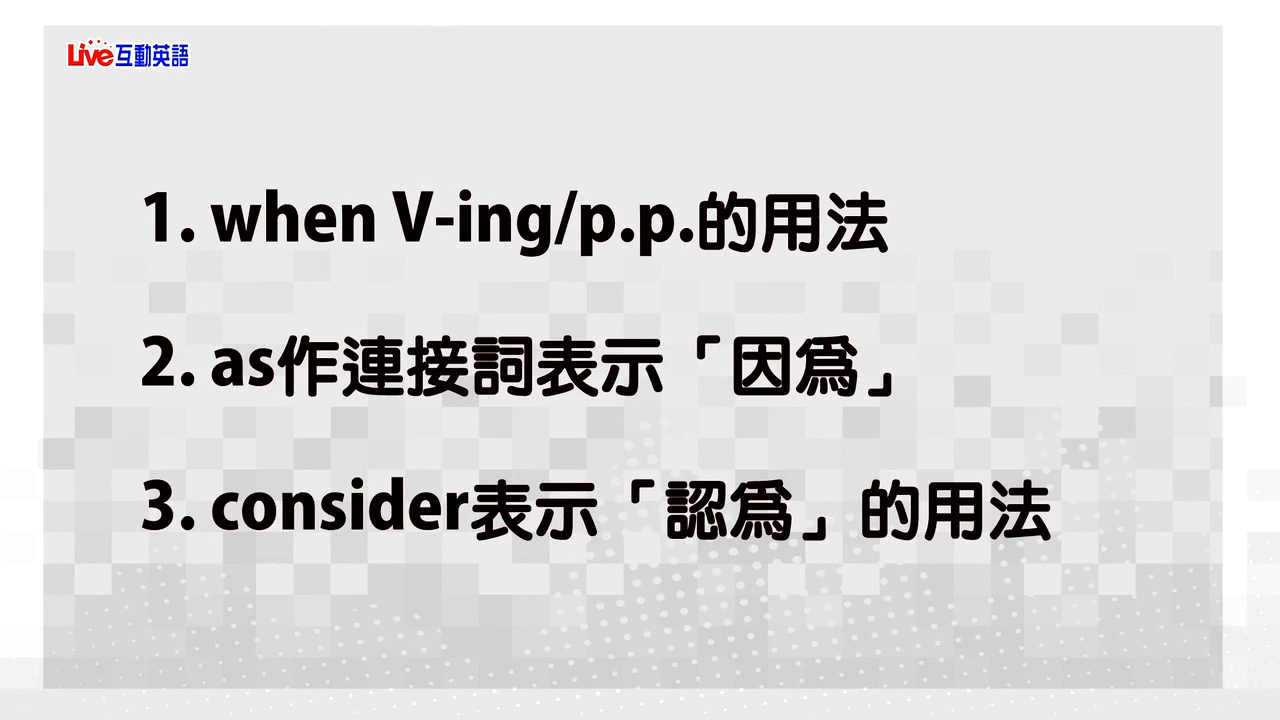 Live互動英語
1. when V-ing/p.p.的用法
2. as作連接詞表示「因爲」
3. consider表示「認爲」的用法